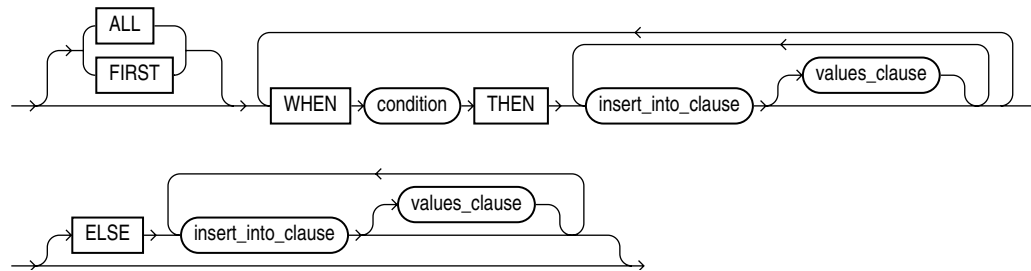 ALL
FIRST
values_clause
WHEN condition THEN insert_into_clause
values_clause
ELSE insert_into_clause